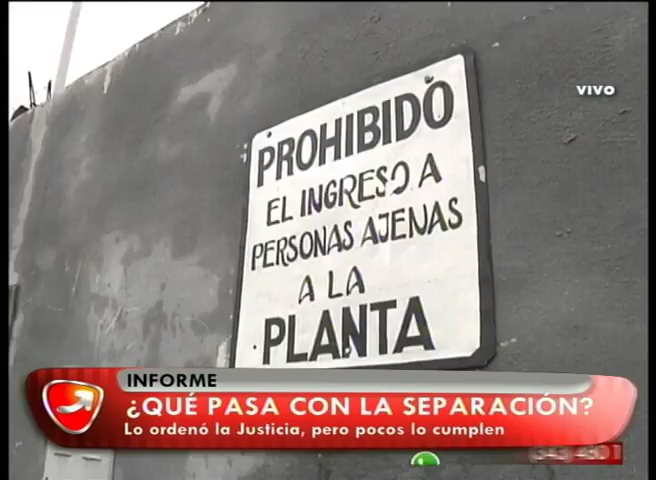 VIVO
PROHIBIDO
EL INGRESO A
PERSONAS AJENAS
A LA
PLANTA
INFORME
¿QUÉ PASA CON LA SEPARACIÓN?
Lo ordenó la Justicia, pero pocos lo cumplen